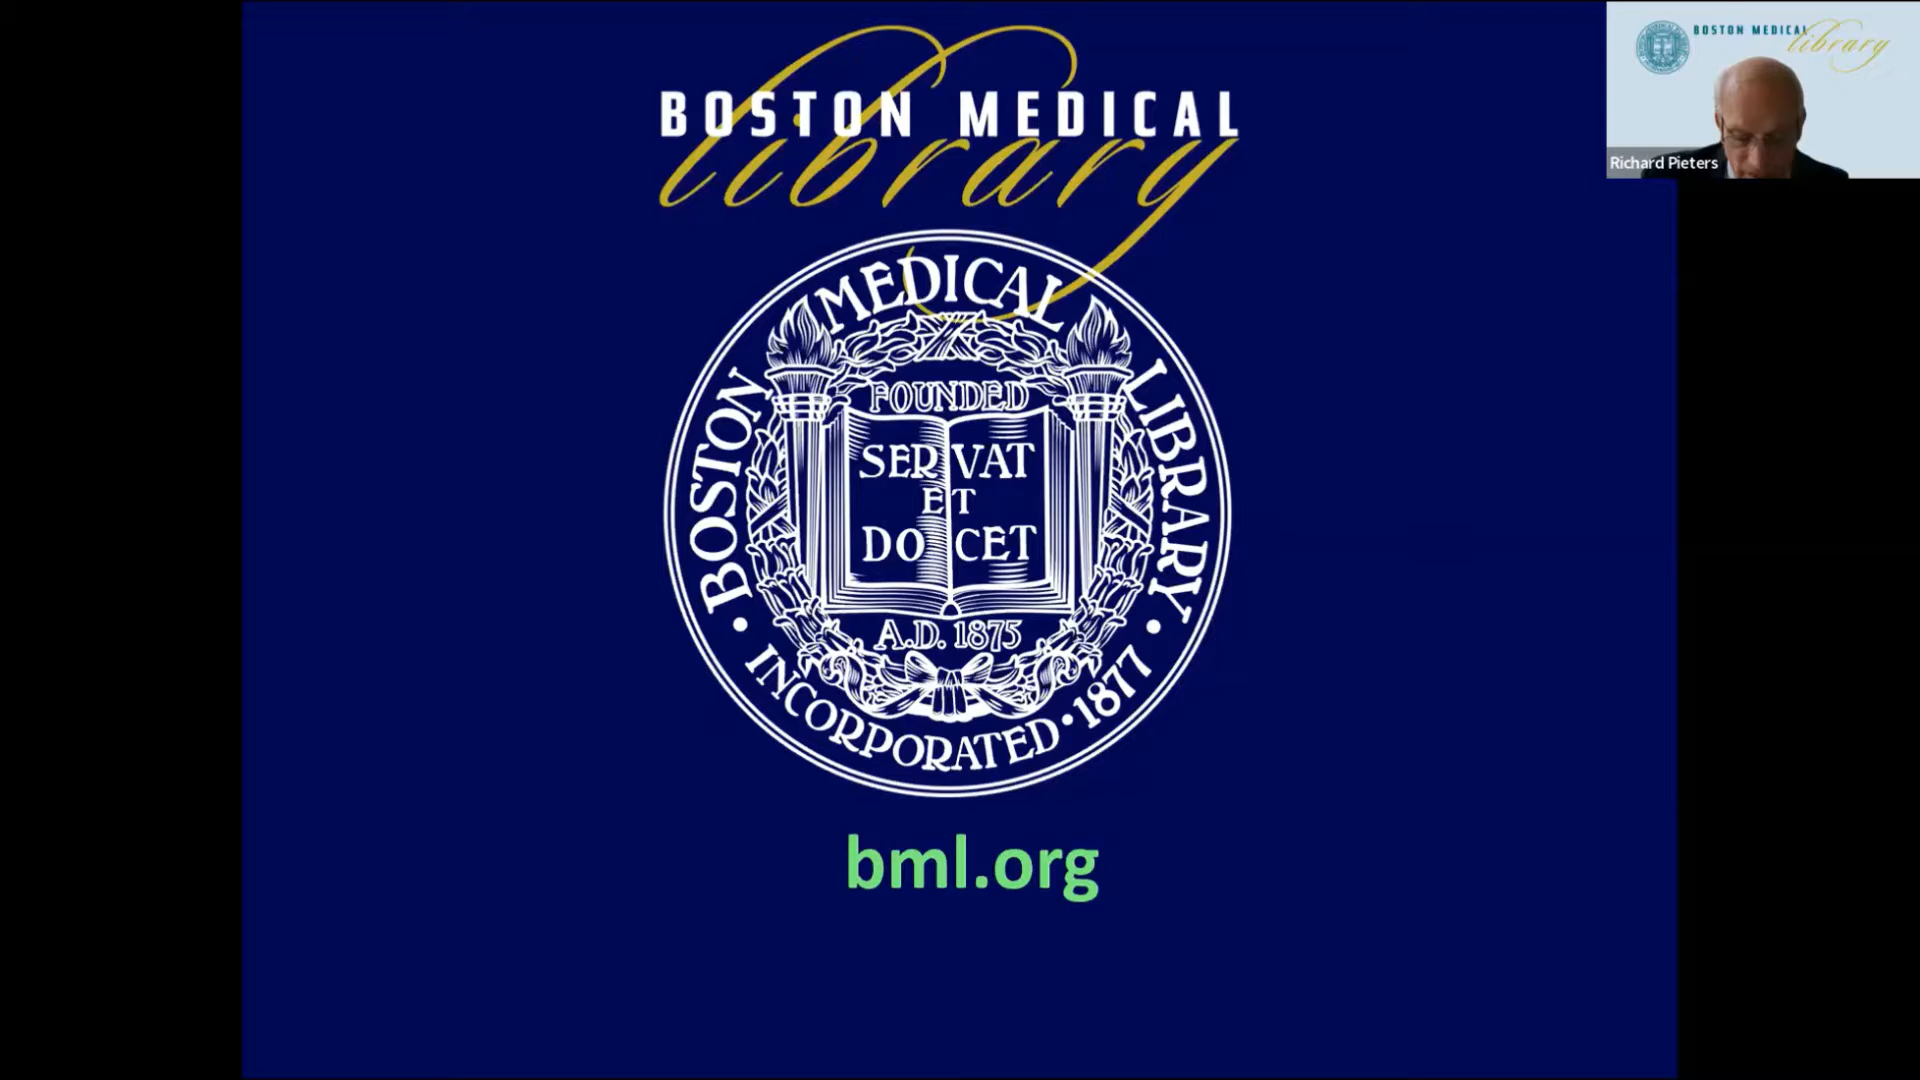 BOSTON MEDICAL
library
BOSTON MEDICAL LIBRARY
FOUNDED
SERVAT
ET
DOCET
A.D. 1875
• INCORPORATED • 1877 •
bml.org
BOSTON MEDICAL
library
Richard Pieters